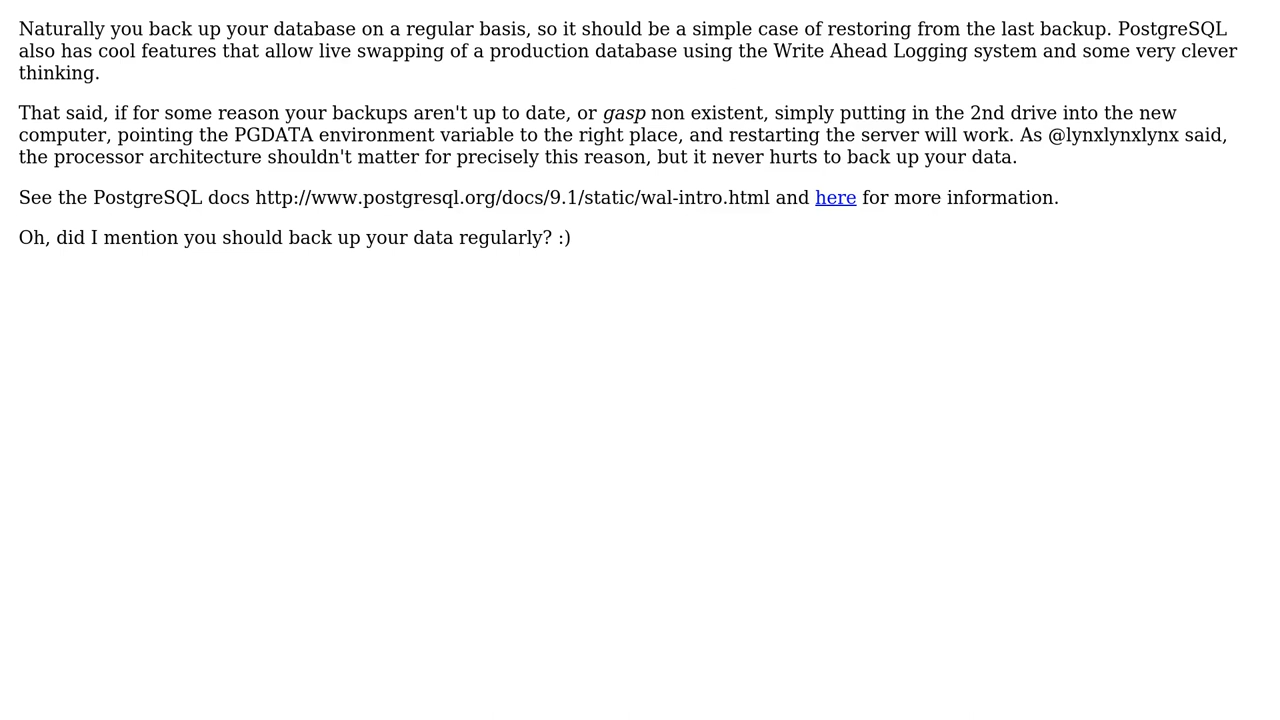 Naturally you back up your database on a regular basis, so it should be a simple case of restoring from the last backup. PostgreSQL
also has cool features that allow live swapping of a production database using the Write Ahead Logging system and some very clever
thinking.
That said, if for some reason your backups aren't up to date, or gasp non existent, simply putting in the 2nd drive into the new
computer, pointing the PGDATA environment variable to the right place, and restarting the server will work. As @lynxlynxlynx said,
the processor architecture shouldn't matter for precisely this reason, but it never hurts to back up your data.
See the PostgreSQL docs http://www.postgresql.org/docs/9.1/static/wal-intro.html and here for more information.
Oh, did I mention you should back up your data regularly? :)